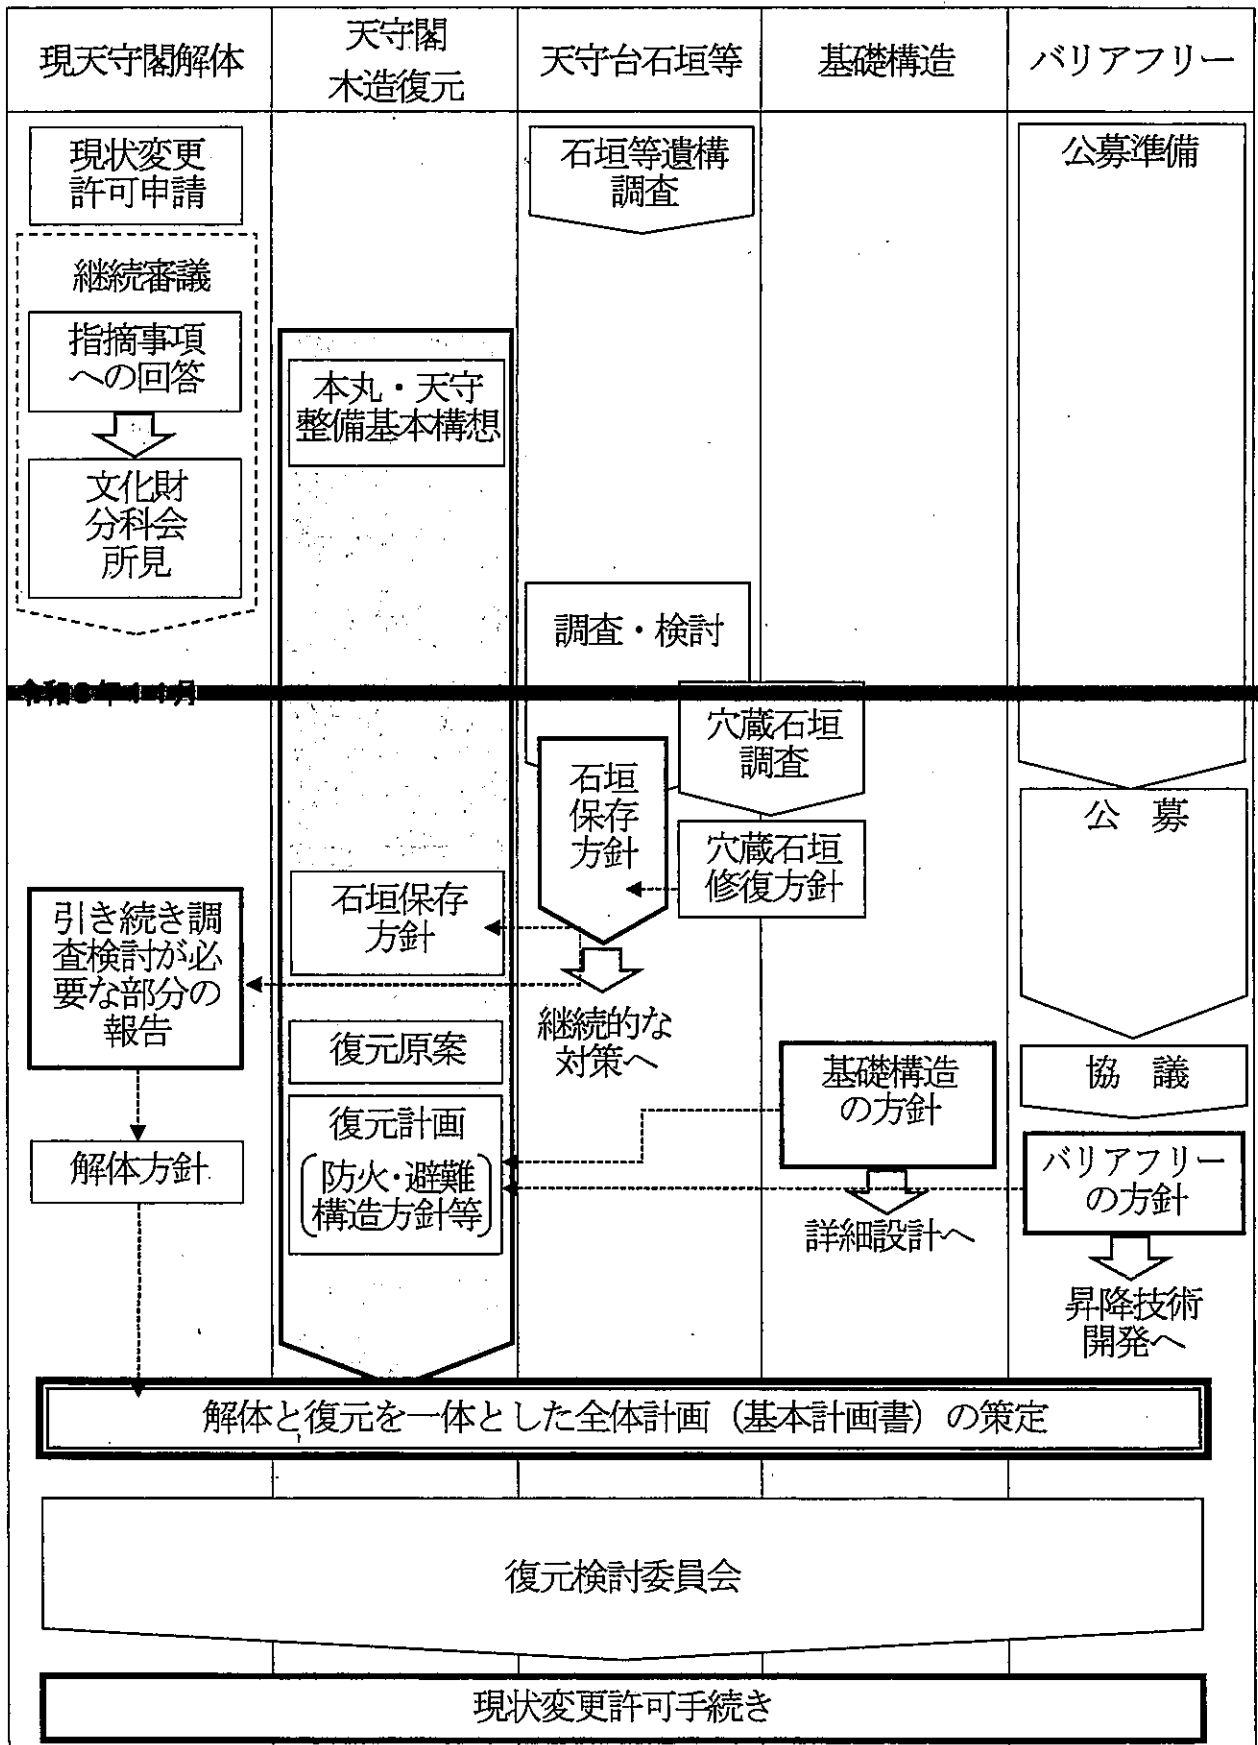 現天守閣解体
天守閣
木造復元
天守台石垣等
基礎構造
バリアフリー
現状変更
許可申請
継続審議
指摘事項
への回答
文化財
分科会
所見
本丸・天守
整備基本構想
石垣等遺構
調査
調査・検討
公募準備
穴蔵石垣
調査
石垣
保存
方針
穴蔵石垣
修復方針
公 募
引き続き調
査検討が必
要な部分の
報告
石垣保存
方針
継続的な
対策へ
復元原案
基礎構造
の方針
協 議
解体方針
復元計画
防火・避難
構造方針等
詳細設計へ
バリアフリー
の方針
昇降技術
開発へ
解体と復元を一体とした全体計画（基本計画書）の策定
復元検討委員会
現状変更許可手続き